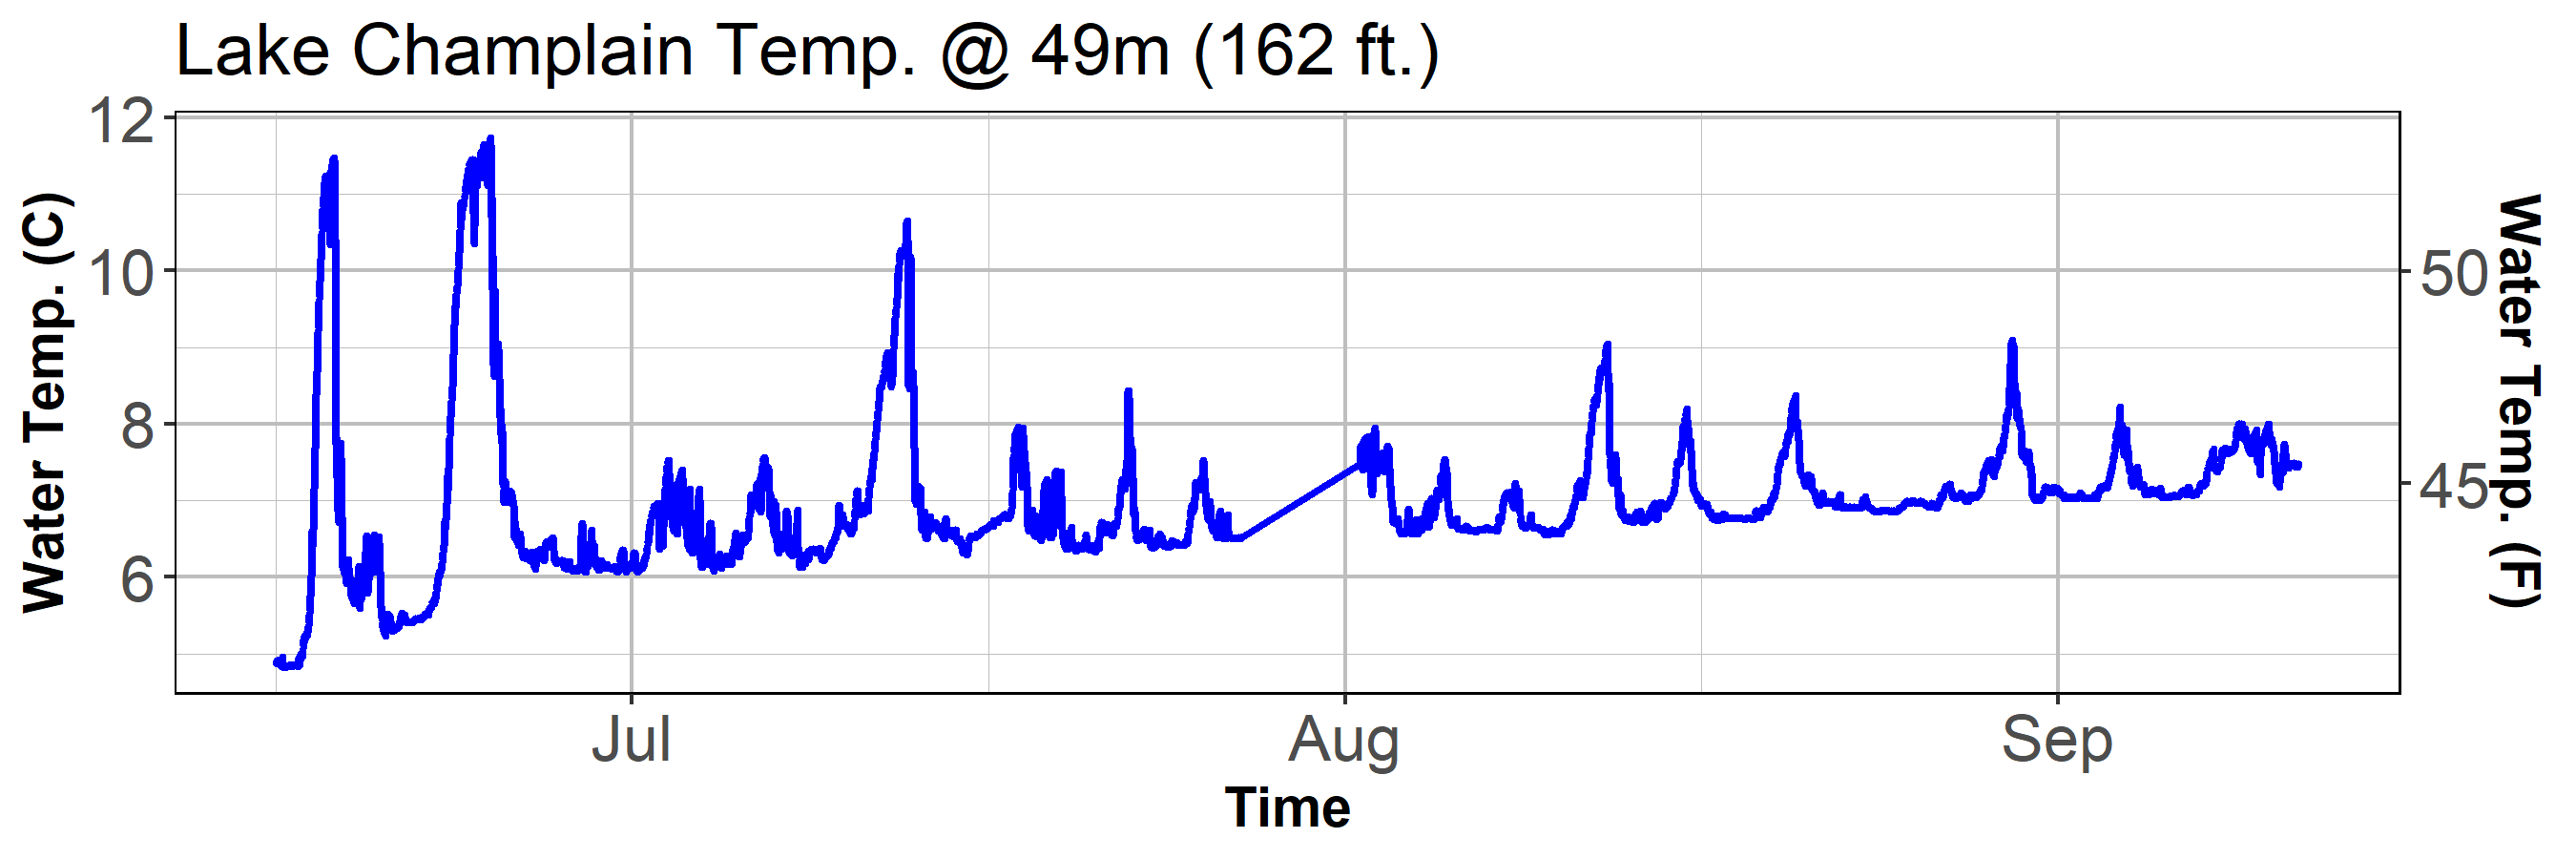 Lake Champlain Temp. @ 49m (162 ft.)
Water Temp. (C)
12
10
8
6
50
45
Water Temp. (F)
Jul
Aug
Sep
Time